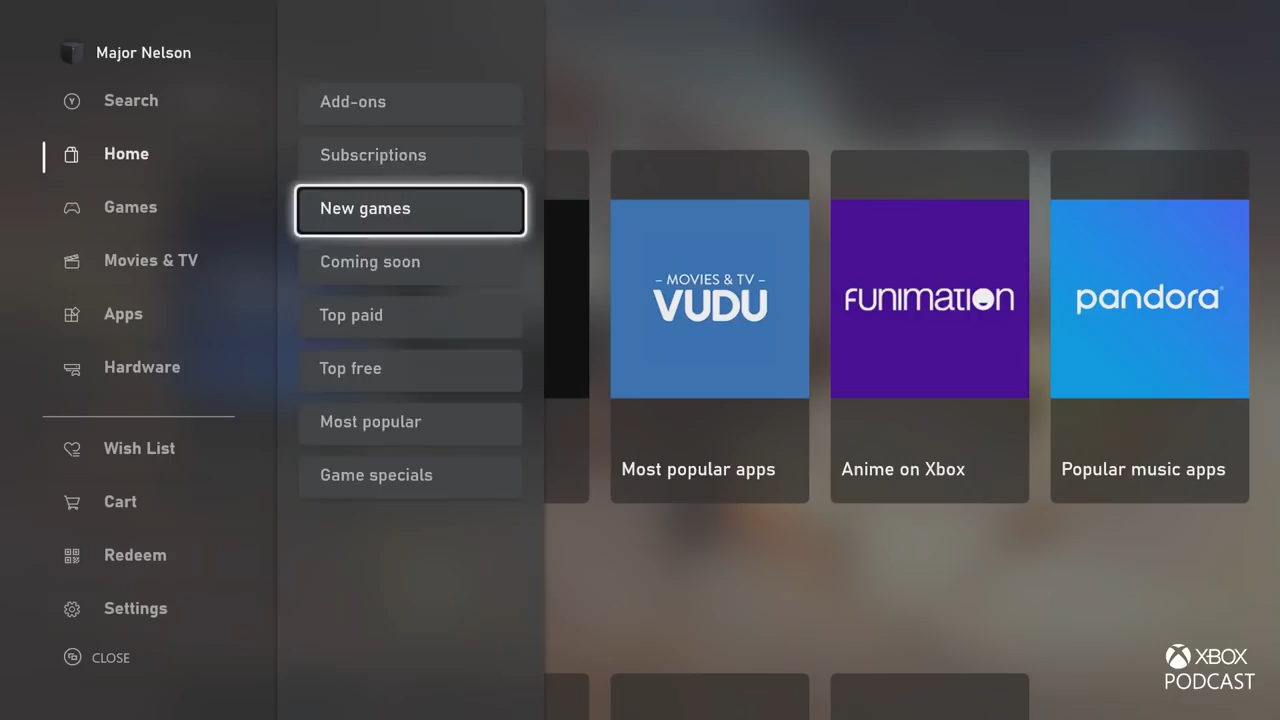 Major Nelson
Search
Home
Games
Movies & TV
Apps
Hardware
Wish List
Cart
Redeem
Settings
CLOSE
Add-ons
Subscriptions
New games
Coming soon
Top paid
Top free
Most popular
Game specials
– MOVIES & TV –
VUDU
Most popular apps
FUNIMATION
Anime on Xbox
pandora
Popular music apps
XBOX
PODCAST